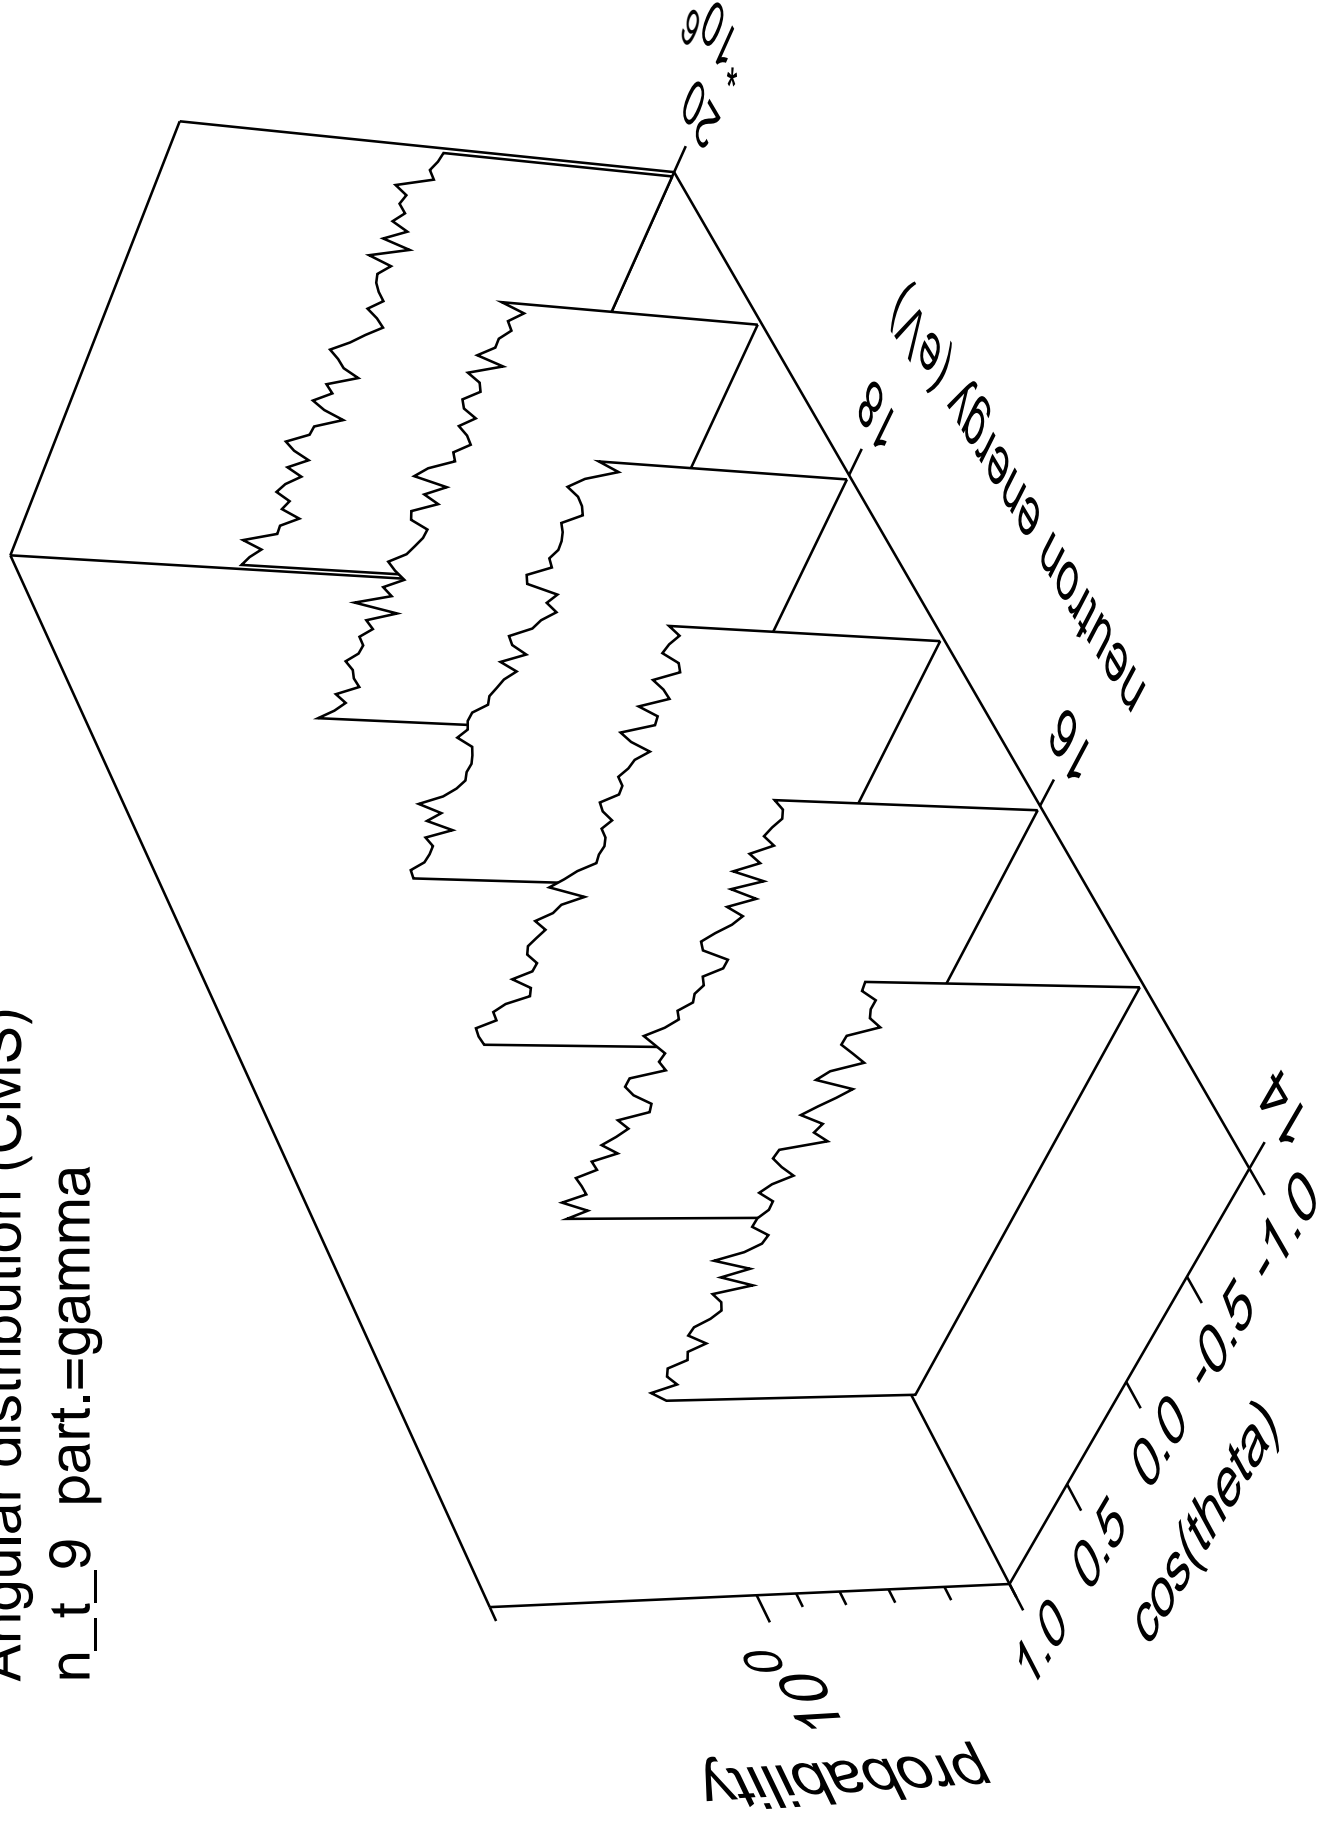 Angular distribution (CMS)
n_t_9 part.=gamma
probability
10^0
1.0
0.5
0.0
-0.5
-1.0
cos(theta)
14
16
18
20
*10^6
neutron energy (eV)